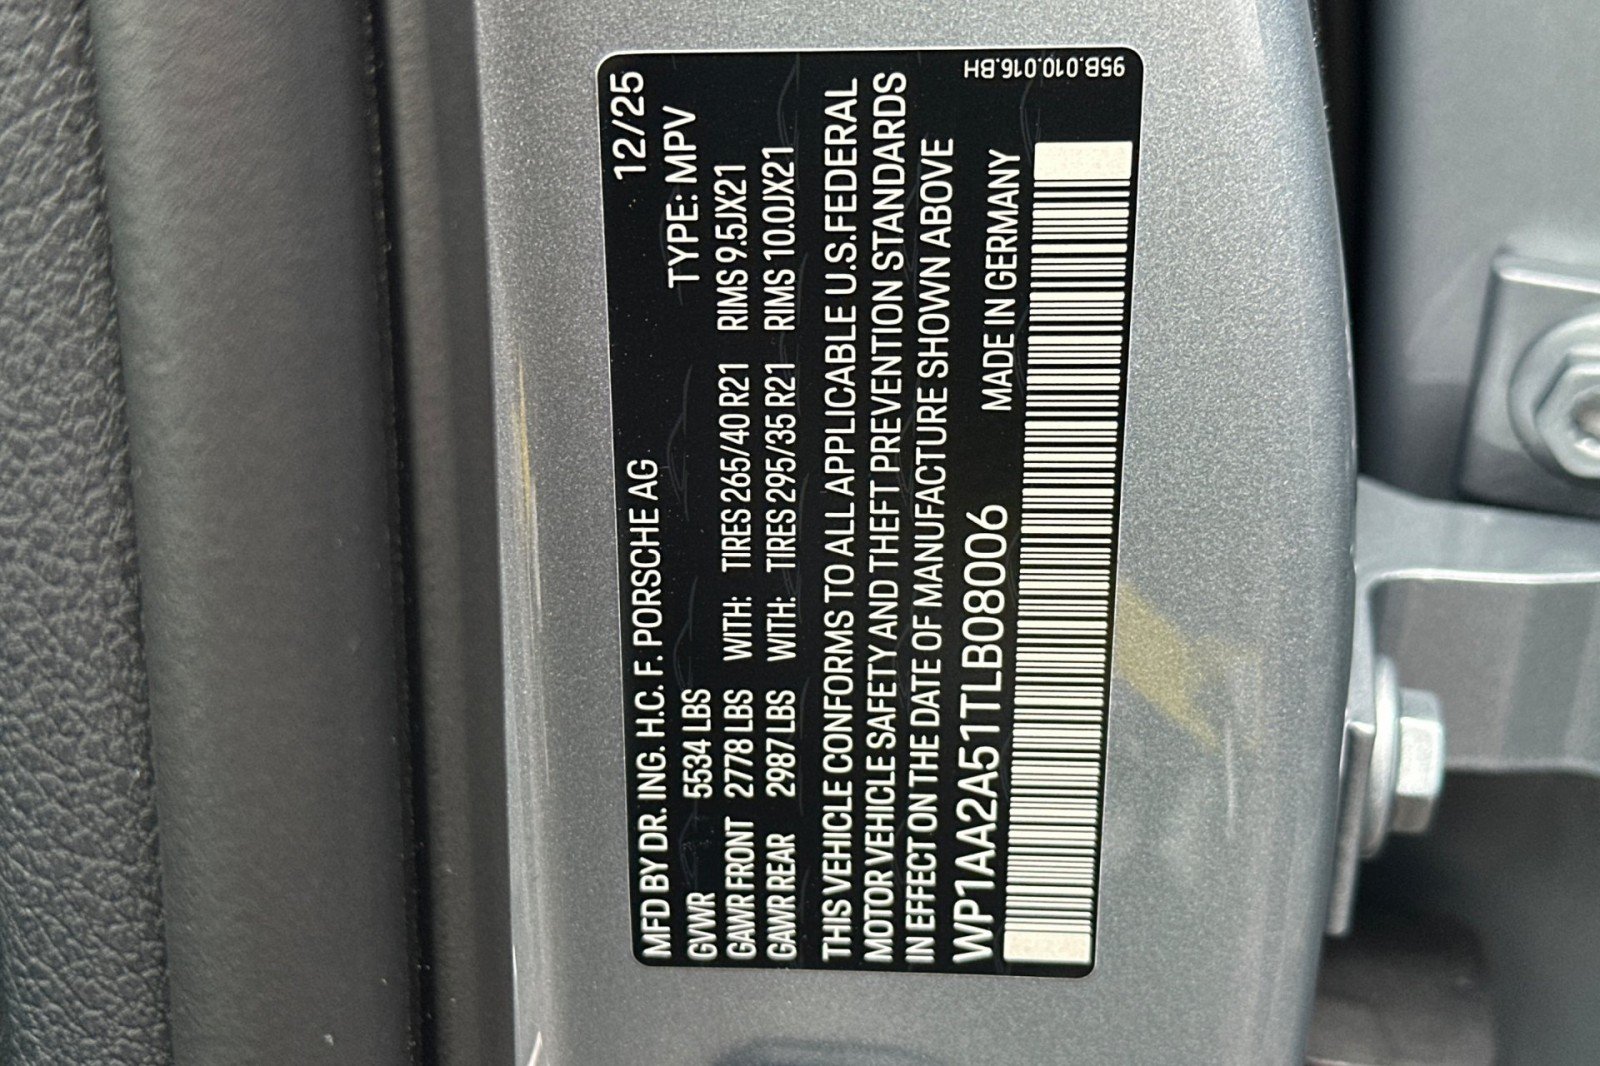 MFD BY DR. ING. H.C. F. PORSCHE AG 12/25
GVWR 5534 LBS TYPE: MPV
GAWR FRONT 2778 LBS WITH: TIRES 265/40 R21 RIMS 9.5JX21
GAWR REAR 2987 LBS WITH: TIRES 295/35 R21 RIMS 10.0JX21
THIS VEHICLE CONFORMS TO ALL APPLICABLE U.S.FEDERAL
MOTOR VEHICLE SAFETY AND THEFT PREVENTION STANDARDS
IN EFFECT ON THE DATE OF MANUFACTURE SHOWN ABOVE
WP1AA2A51TLB08006 MADE IN GERMANY
95B.010.016.BH